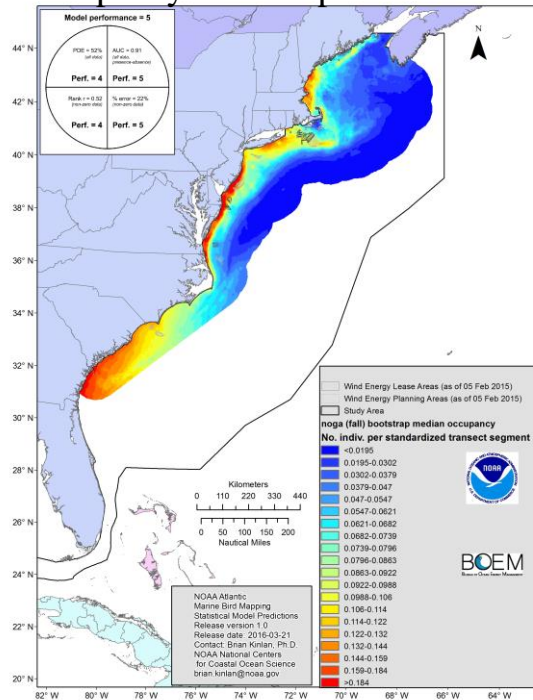 Model performance = 5
PDE = 52%
(all data)
AUC = 0.91
(all data,
presence-absence)
Perf. = 4
Perf. = 5
Rank r = 0.52
(non-zero data)
% error = 22%
(non-zero data)
Perf. = 4
Perf. = 5
N
44° N
42° N
40° N
38° N
36° N
34° N
32° N
30° N
28° N
26° N
24° N
22° N
20° N
Wind Energy Lease Areas (as of 05 Feb 2015)
Wind Energy Planning Areas (as of 05 Feb 2015)
Study Area
noga (fall) bootstrap median occupancy
No. indiv. per standardized transect segment
<0.0195
0.0195-0.0302
0.0302-0.0379
0.0379-0.047
0.047-0.0547
0.0547-0.0621
0.0621-0.0682
0.0682-0.0739
0.0739-0.0796
0.0796-0.0863
0.0863-0.0922
0.0922-0.0988
0.0988-0.106
0.106-0.114
0.114-0.122
0.122-0.132
0.132-0.144
0.144-0.159
0.159-0.184
>0.184
NOAA
BOEM
Bureau of Ocean Energy Management
Kilometers
0 110 220 330 440
0 50 100 150 200
Nautical Miles
NOAA Atlantic
Marine Bird Mapping
Statistical Model Predictions
Release version 1.0
Release date: 2016-03-21
Contact: Brian Kinlan, Ph.D.
NOAA National Centers
for Coastal Ocean Science
brian.kinlan@noaa.gov
82° W 80° W 78° W 76° W 74° W 72° W 70° W 68° W 66° W 64° W